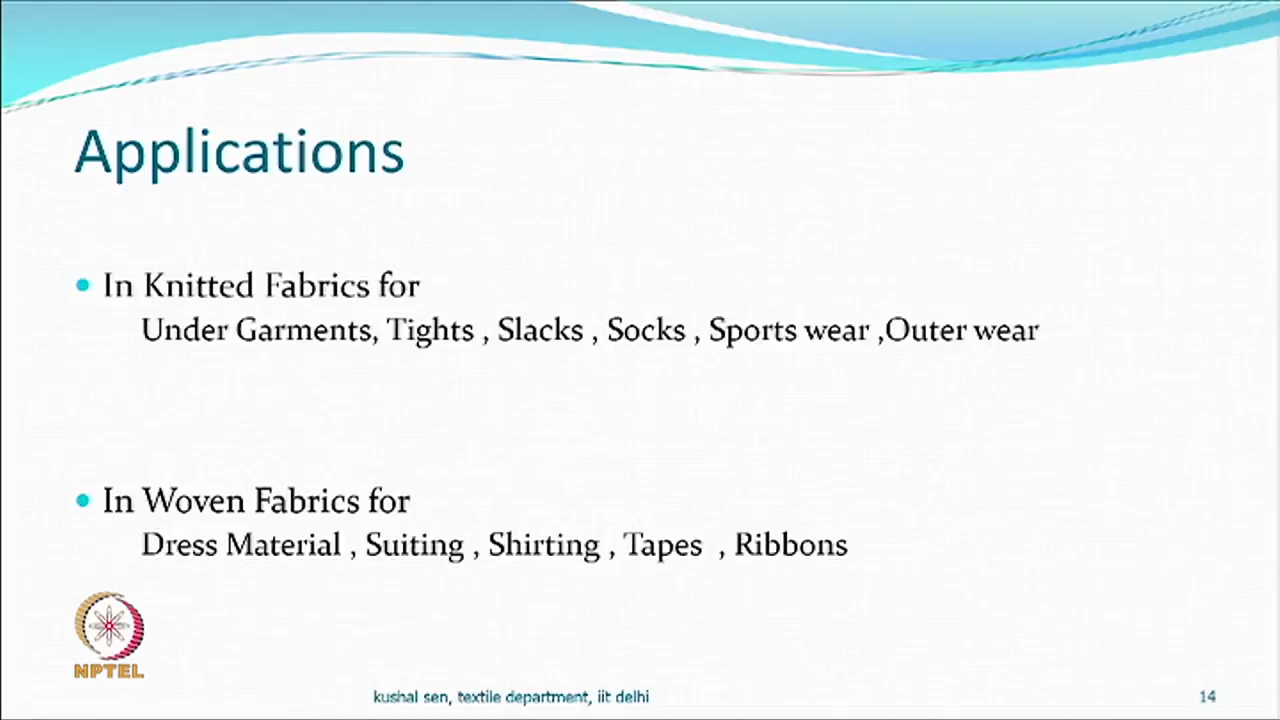 Applications
In Knitted Fabrics for
Under Garments, Tights , Slacks , Socks , Sports wear ,Outer wear
In Woven Fabrics for
Dress Material , Suiting , Shirting , Tapes , Ribbons
NPTEL
kushal sen, textile department, iit delhi
14